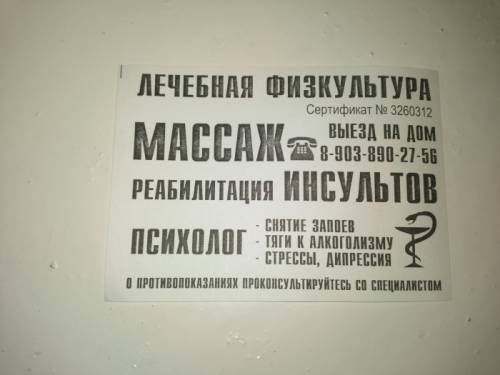 ЛЕЧЕБНАЯ ФИЗКУЛЬТУРА
Сертификат № 3260312
МАССАЖ ВЫЕЗД НА ДОМ
8-903-890-27-56
РЕАБИЛИТАЦИЯ ИНСУЛЬТОВ
ПСИХОЛОГ
- СНЯТИЕ ЗАПОЕВ
- ТЯГИ К АЛКОГОЛИЗМУ
- СТРЕССЫ, ДИПРЕССИЯ
О ПРОТИВОПОКАЗАНИЯХ ПРОКОНСУЛЬТИРУЙТЕСЬ СО СПЕЦИАЛИСТОМ